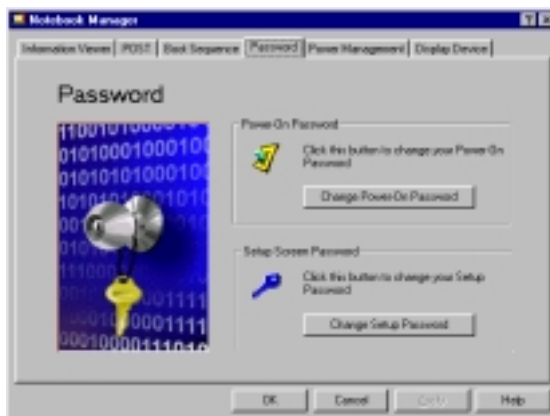 Notebook Manager
Information Viewer POST Boot Sequence Password Power Management Display Device
Password
Power-On Password
Click this button to change your Power-On
Password
Change Power-On Password
Setup Screen Password
Click this button to change your Setup
Password
Change Setup Password
OK Cancel Apply Help